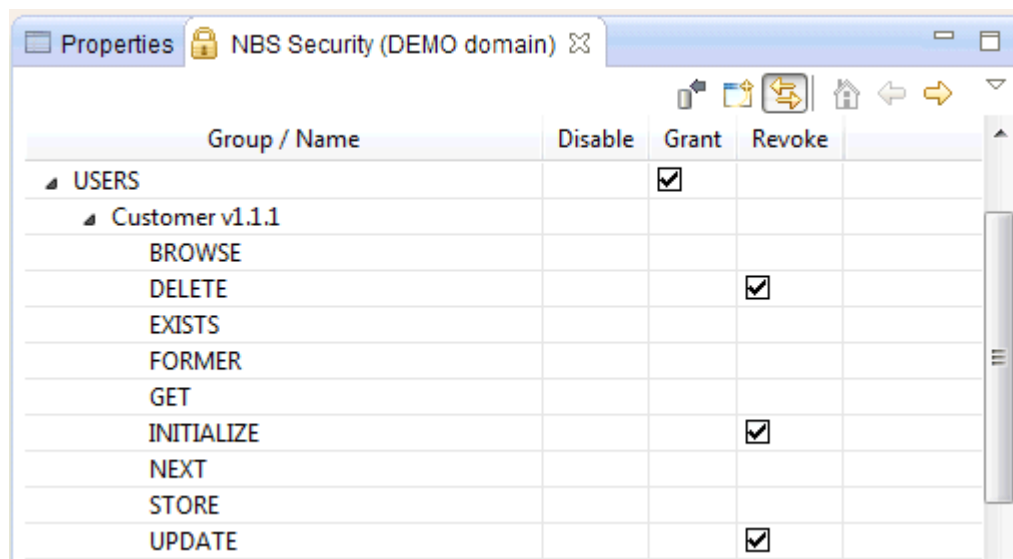 Properties NBS Security (DEMO domain)
Group / Name Disable Grant Revoke
USERS
Customer v1.1.1
BROWSE
DELETE
EXISTS
FORMER
GET
INITIALIZE
NEXT
STORE
UPDATE